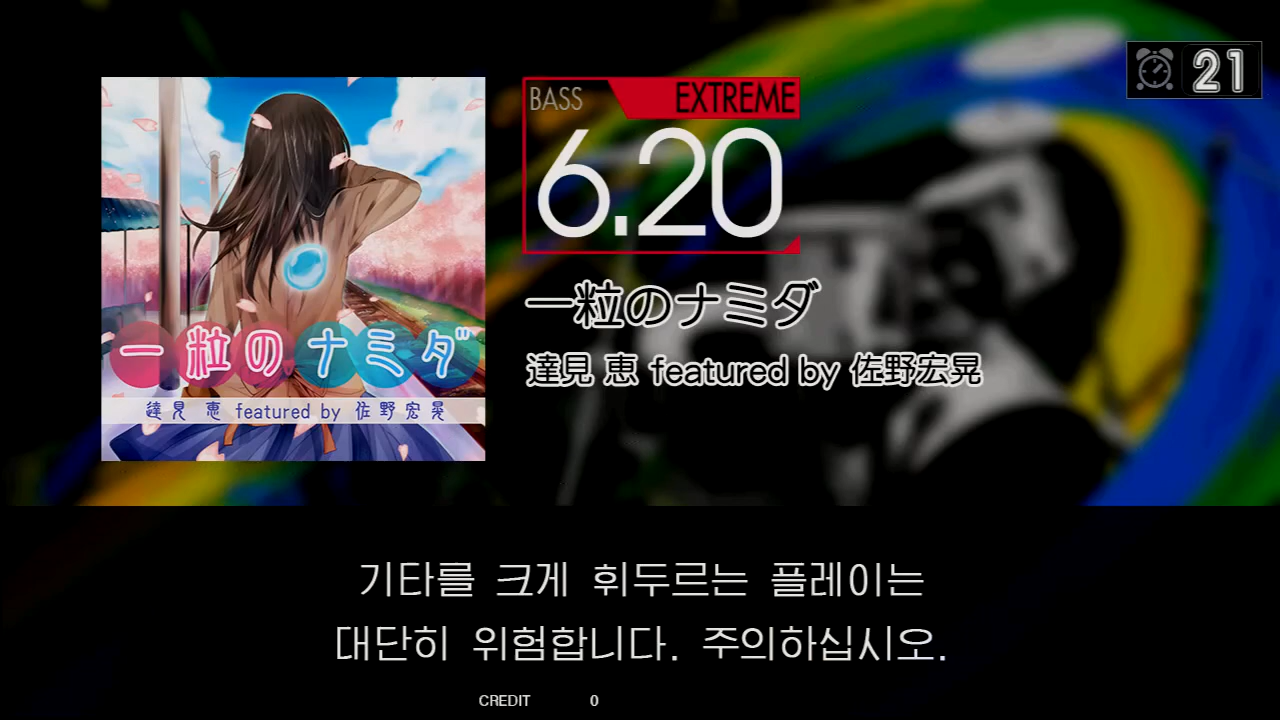 21
BASS EXTREME
6.20
一粒のナミダ
達見 恵 featured by 佐野宏晃
一粒のナミダ
達見 恵 featured by 佐野宏晃
기타를 크게 휘두르는 플레이는
대단히 위험합니다. 주의하십시오.
CREDIT 0